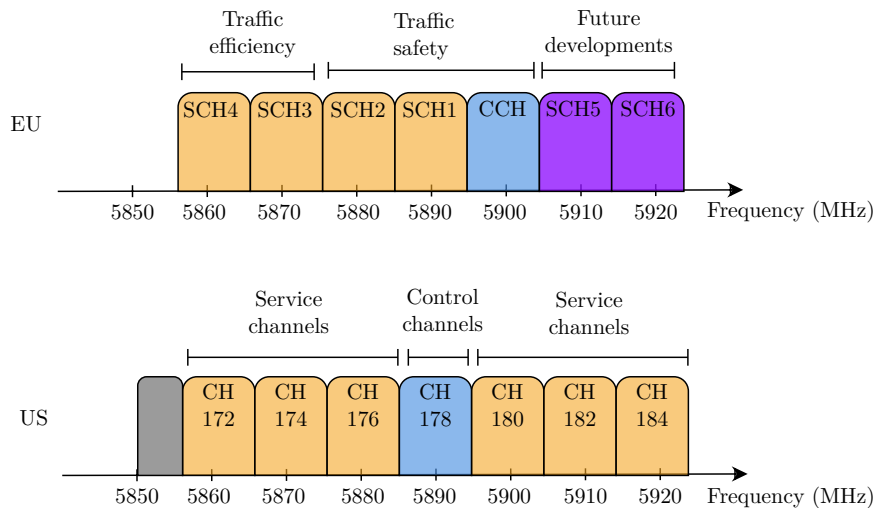 Traffic
efficiency
Traffic
safety
Future
developments
EU
SCH4 SCH3 SCH2 SCH1 CCH SCH5 SCH6
5850 5860 5870 5880 5890 5900 5910 5920 Frequency (MHz)
Service
channels
Control
channels
Service
channels
US
CH
172
CH
174
CH
176
CH
178
CH
180
CH
182
CH
184
5850 5860 5870 5880 5890 5900 5910 5920 Frequency (MHz)